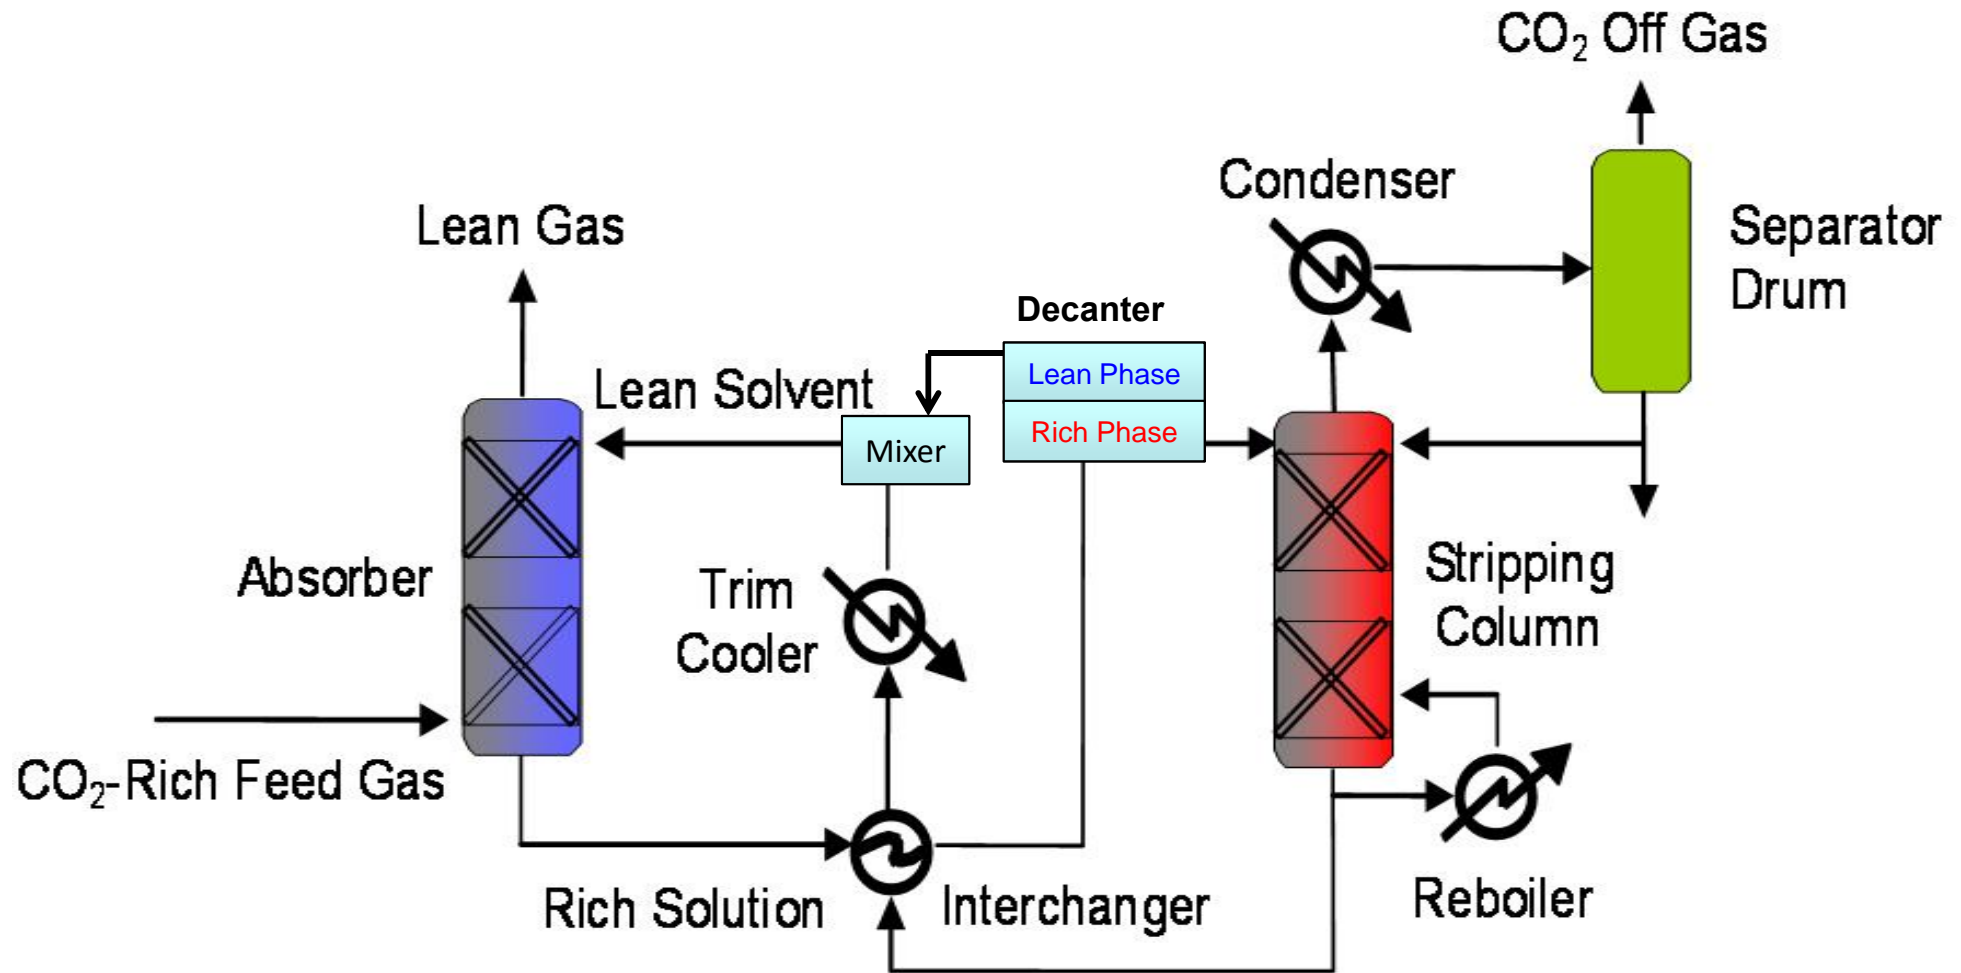 CO₂ Off Gas
Condenser
Lean Gas
Separator
Drum
Decanter
Lean Phase
Lean Solvent
Rich Phase
Mixer
Absorber
Trim
Cooler
Stripping
Column
CO₂-Rich Feed Gas
Rich Solution
Interchanger
Reboiler